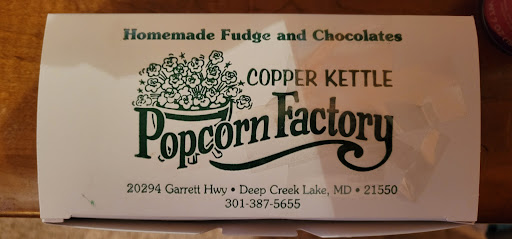 Homemade Fudge and Chocolates
COPPER KETTLE
Popcorn Factory
20294 Garrett Hwy • Deep Creek Lake, MD • 21550
301-387-5655